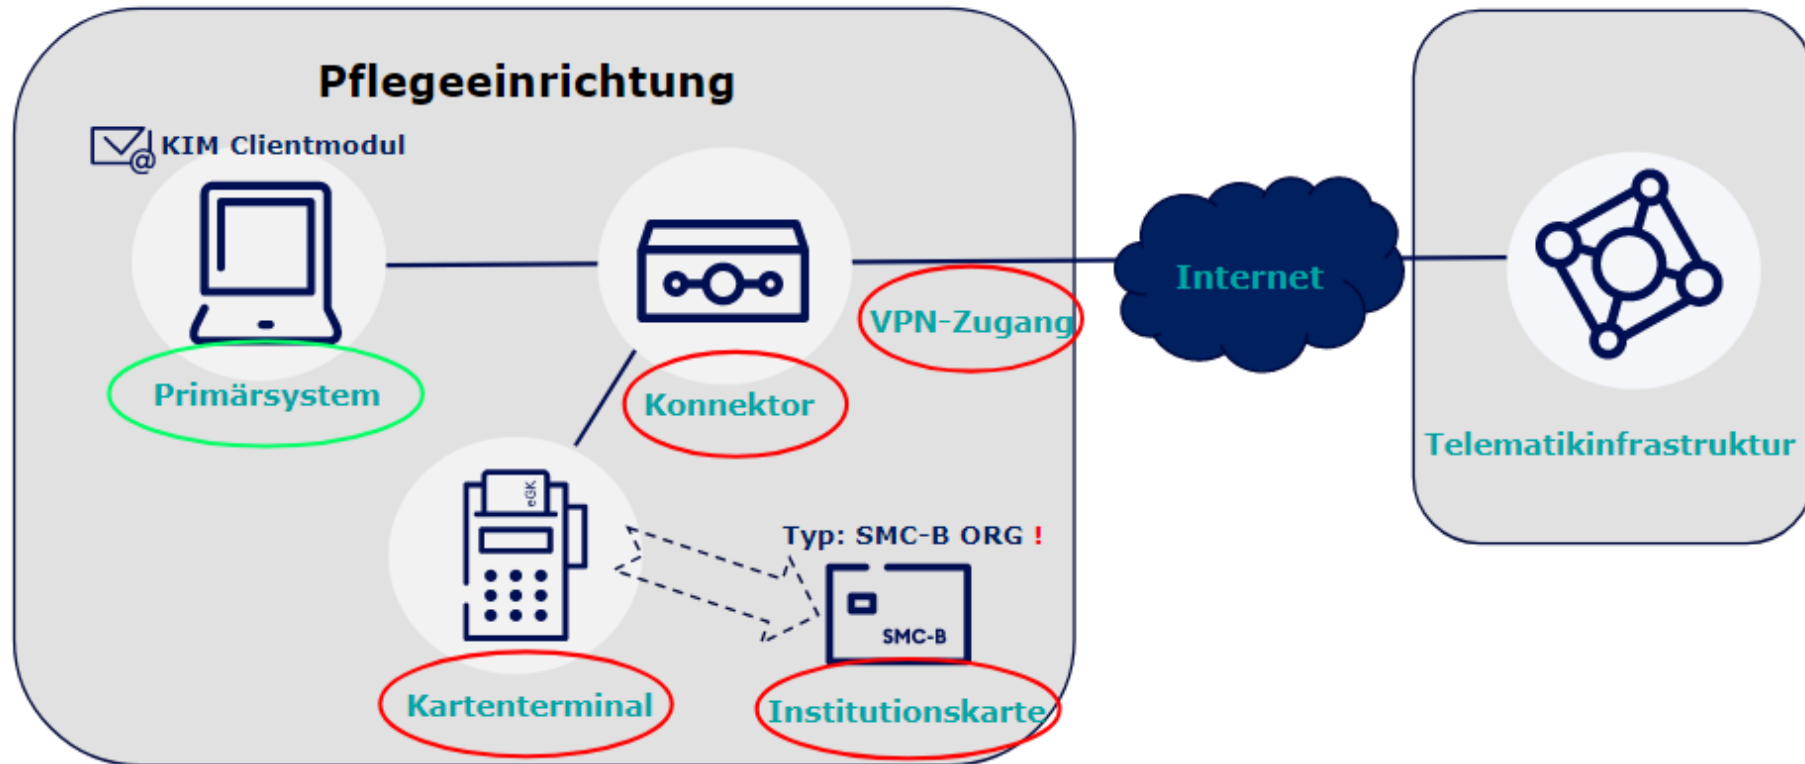 Pflegeeinrichtung
KIM Clientmodul
Internet
VPN-Zugang
Primärsystem
Konnektor
Telematikinfrastruktur
eGK
Typ: SMC-B ORG !
SMC-B
Kartenterminal
Institutionskarte